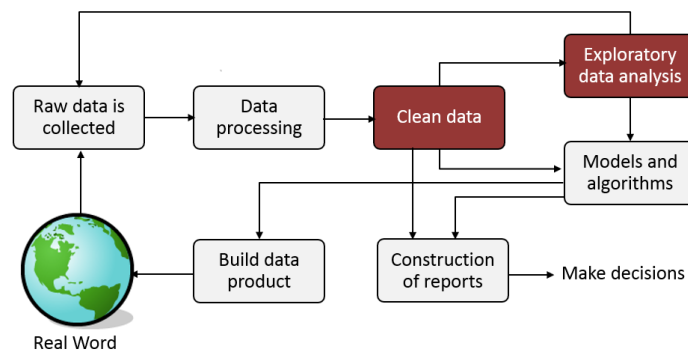 Exploratory
data analysis
Raw data is
collected
Data
processing
Clean data
Models and
algorithms
Build data
product
Construction
of reports
Make decisions
Real Word